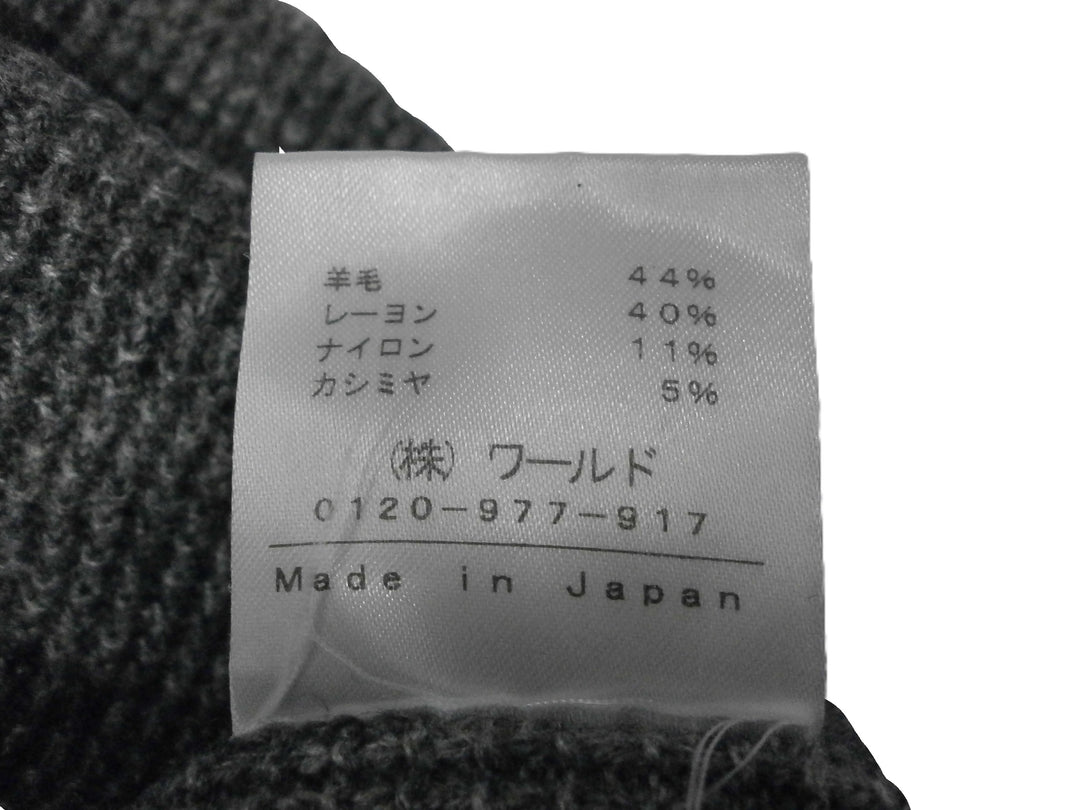 羊毛 44%
レーヨン 40%
ナイロン 11%
カシミヤ 5%
(株) ワールド
0120-977-917
Made in Japan